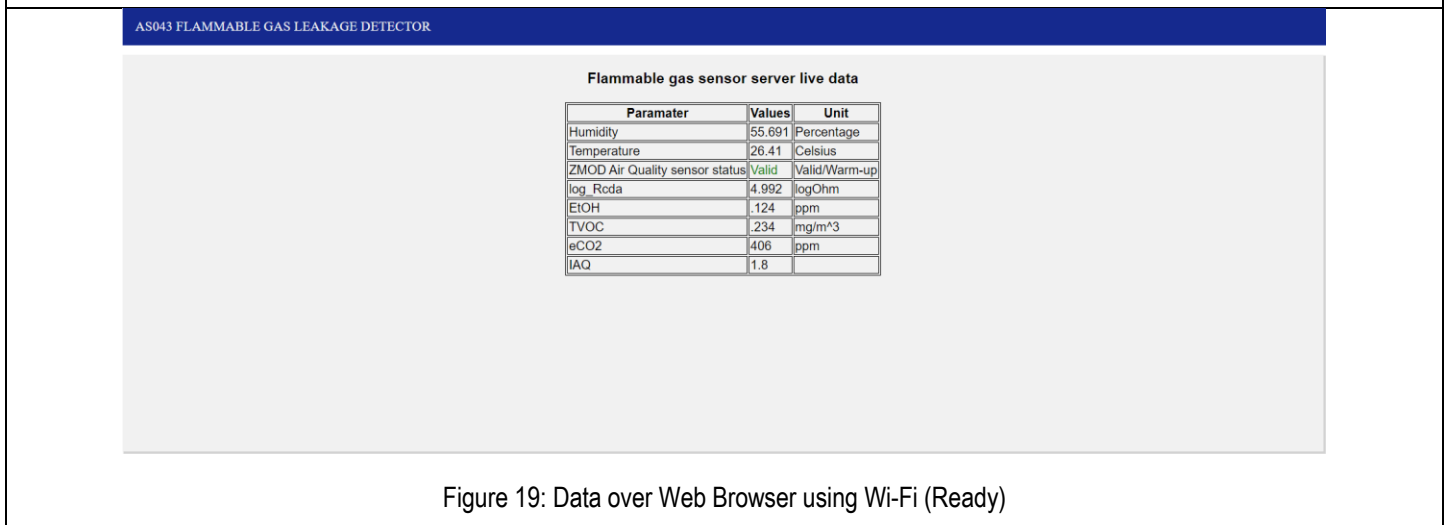 AS043 FLAMMABLE GAS LEAKAGE DETECTOR
Flammable gas sensor server live data
Paramater Values Unit
Humidity 55.691 Percentage
Temperature 26.41 Celsius
ZMOD Air Quality sensor status Valid Valid/Warm-up
log_Rcda 4.992 logOhm
EtOH .124 ppm
TVOC .234 mg/m^3
eCO2 406 ppm
IAQ 1.8
Figure 19: Data over Web Browser using Wi-Fi (Ready)